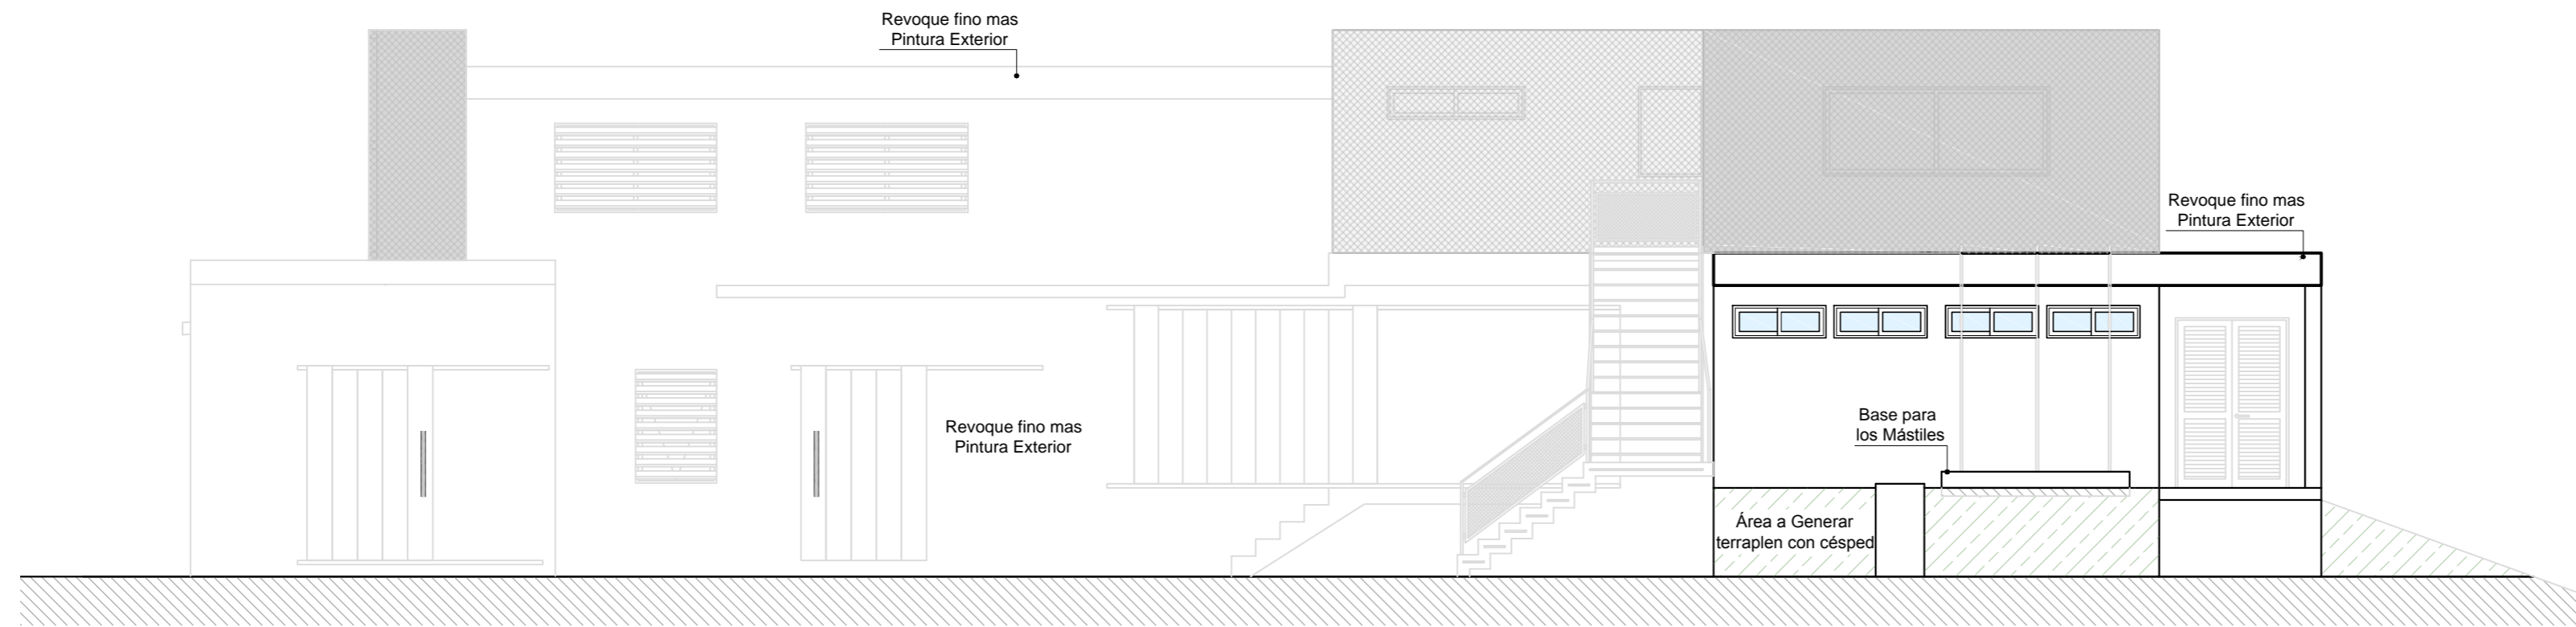 Revoque fino mas
Pintura Exterior
Revoque fino mas
Pintura Exterior
Revoque fino mas
Pintura Exterior
Base para
los Mástiles
Área a Generar
terraplen con césped